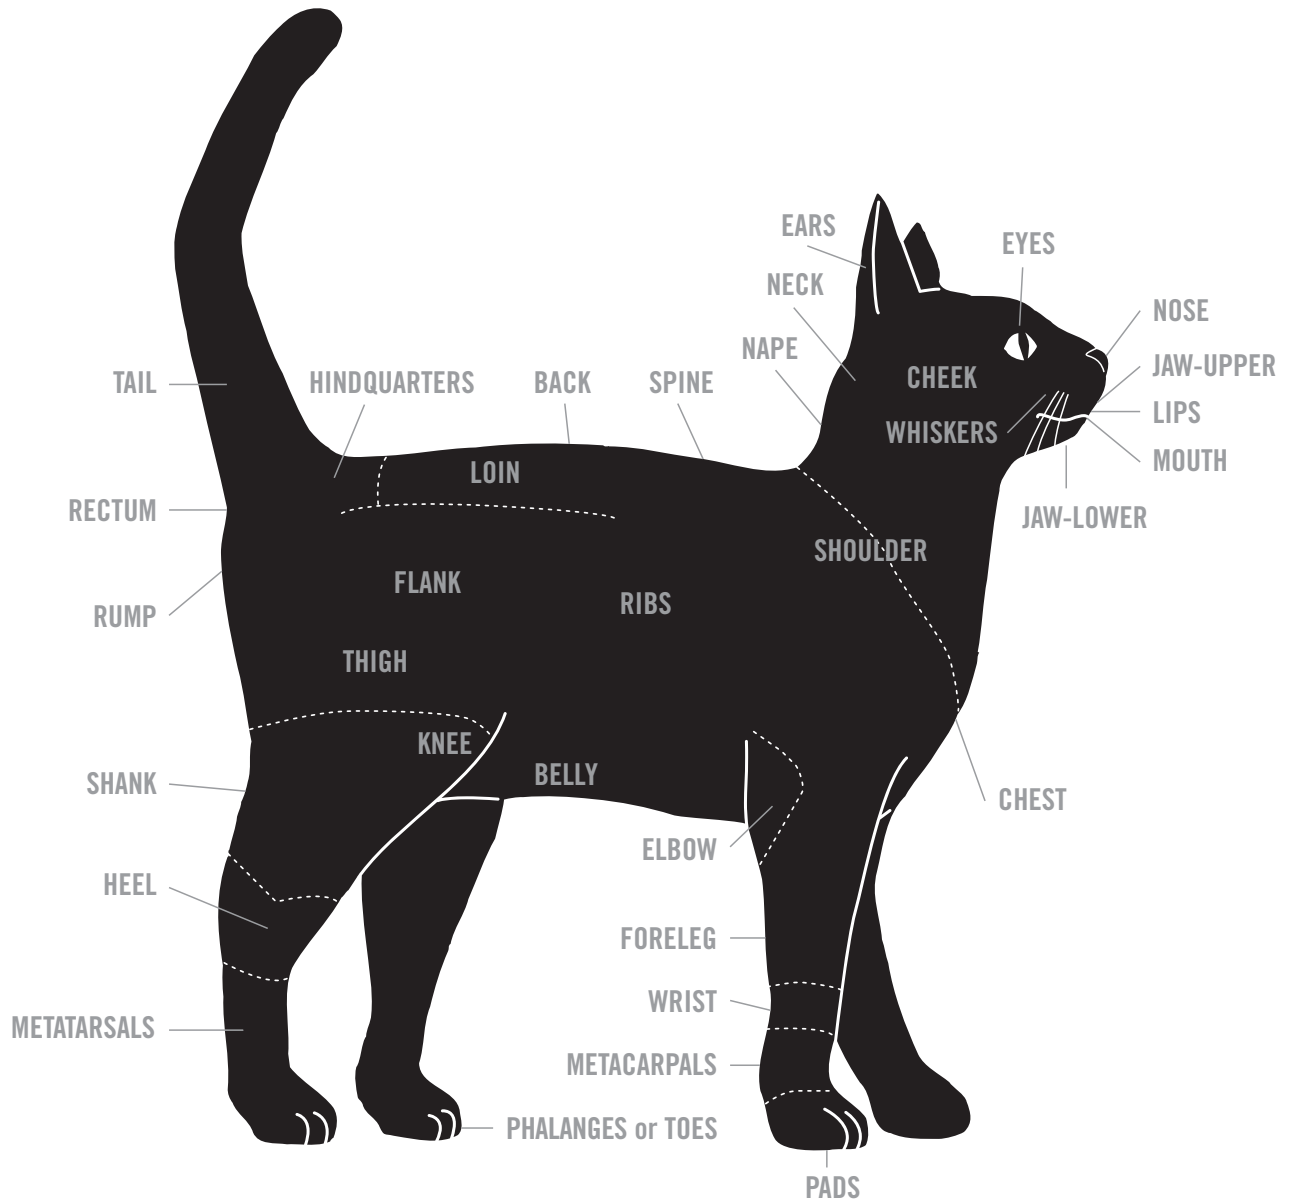 EARS
EYES
NECK
NOSE
NAPE
JAW-UPPER
CHEEK
TAIL
HINDQUARTERS
BACK
SPINE
LIPS
WHISKERS
MOUTH
LOIN
RECTUM
JAW-LOWER
SHOULDER
FLANK
RIBS
RUMP
THIGH
KNEE
BELLY
SHANK
CHEST
ELBOW
HEEL
FORELEG
WRIST
METATARSALS
METACARPALS
PHALANGES or TOES
PADS